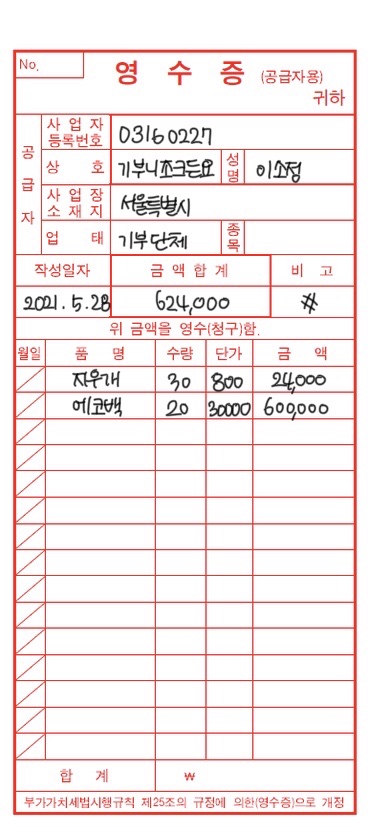 No.
영 수 증 (공급자용)
귀하
공급자
사업자등록번호 03160227
상호 기부니조크든요 성명 이소정
사업장소재지 서울특별시
업태 기부단체 종목
작성일자 금액합계 비고
2021.5.28 624,000 #
위 금액을 영수(청구)함.
월일 품명 수량 단가 금액
지우개 30 800 24,000
에코백 20 30000 600,000
합계 ₩
부가가치세법시행규칙 제25조의 규정에 의한(영수증)으로 개정